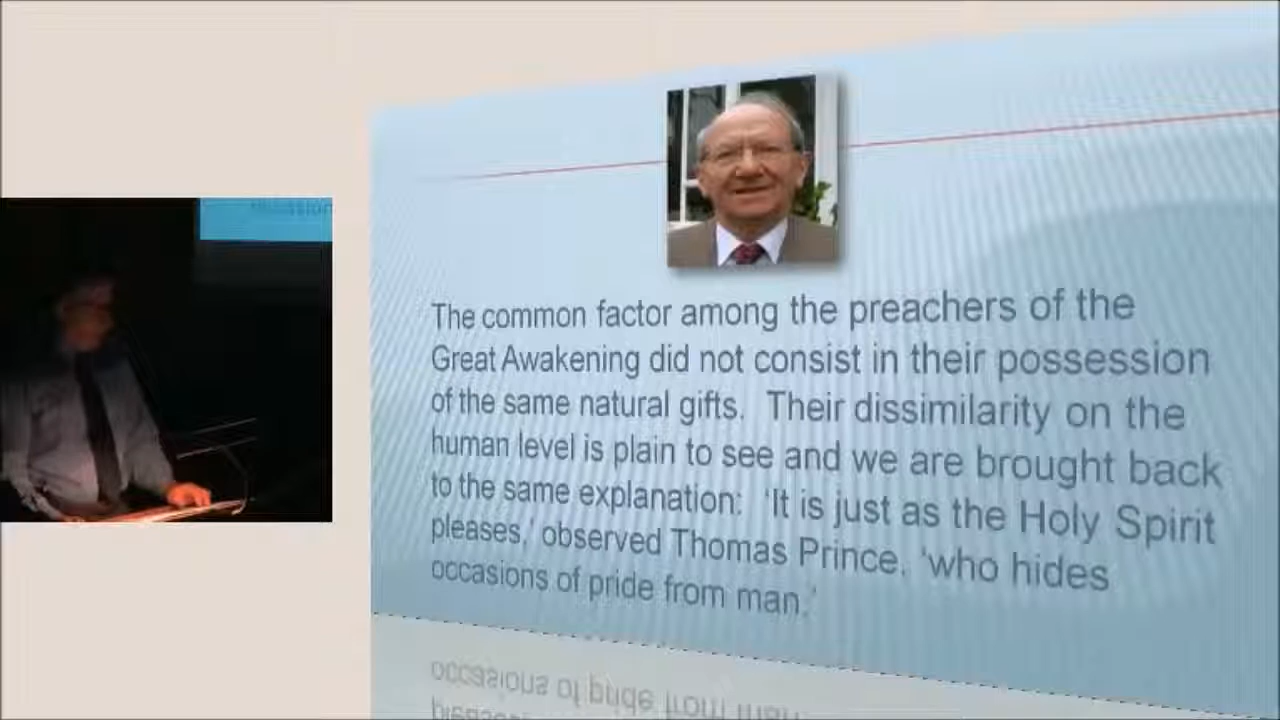 The common factor among the preachers of the
Great Awakening did not consist in their possession
of the same natural gifts.  Their dissimilarity on the
human level is plain to see and we are brought back
to the same explanation:  'It is just as the Holy Spirit
pleases,' observed Thomas Prince, 'who hides
occasions of pride from man.'